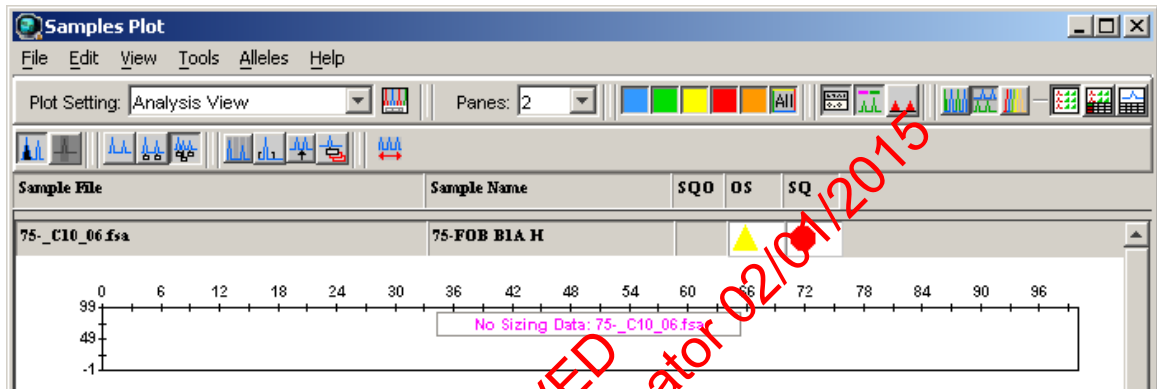 Samples Plot
File Edit View Tools Alleles Help
Plot Setting: Analysis View Panes: 2 All
Sample File Sample Name SQO OS SQ
75-_C10_06.fsa 75-FOB B1A H
0 6 12 18 24 30 36 42 48 54 60 66 72 78 84 90 96
99
No Sizing Data: 75-_C10_06.fsa
49
-1
02/01/2015